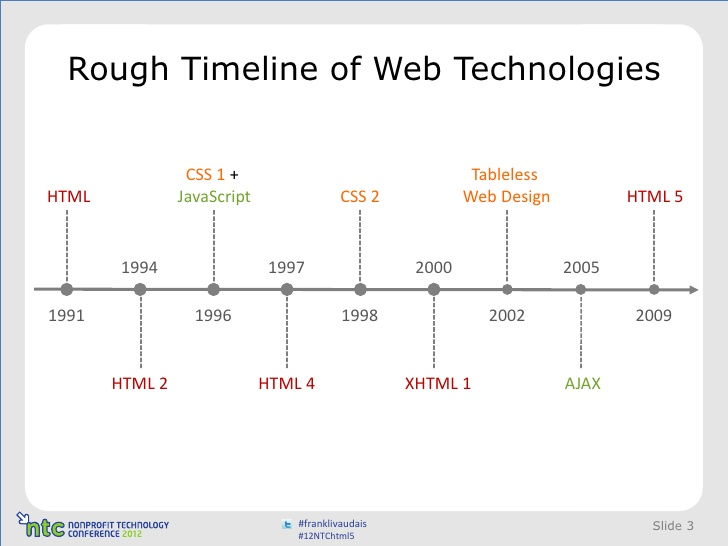 Rough Timeline of Web Technologies
CSS 1 +
JavaScript
Tableless
Web Design
HTML
CSS 2
HTML 5
1994
1997
2000
2005
1991
1996
1998
2002
2009
HTML 2
HTML 4
XHTML 1
AJAX
ntc
NONPROFIT TECHNOLOGY
CONFERENCE 2012
#franklivaudais
#12NTChtml5
Slide 3